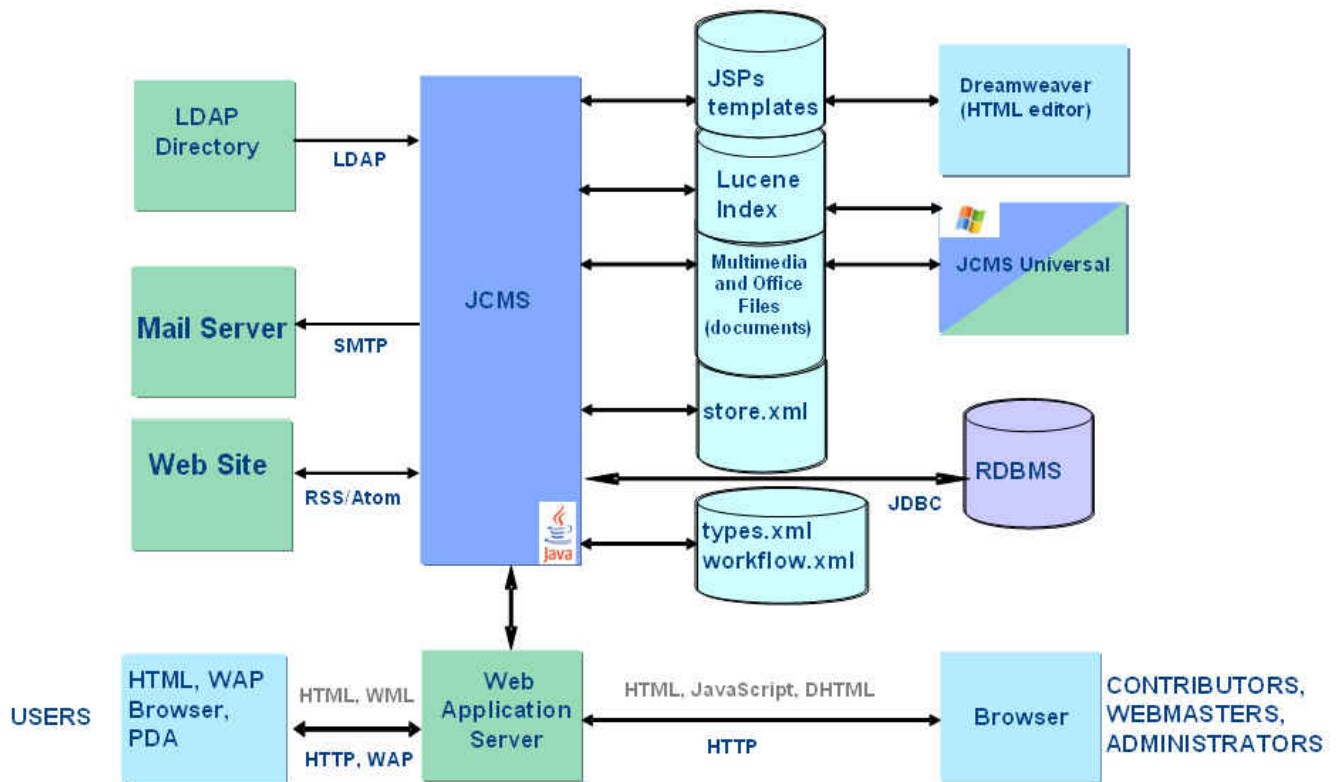 JSPs
templates
Dreamweaver
(HTML editor)
LDAP
Directory
LDAP
Lucene
Index
JCMS
Multimedia
and Office
Files
(documents)
JCMS Universal
Mail Server
SMTP
store.xml
Web Site
RSS/Atom
RDBMS
JDBC
Java
types.xml
workflow.xml
USERS
HTML, WAP
Browser,
PDA
HTML, WML
HTTP, WAP
Web
Application
Server
HTML, JavaScript, DHTML
HTTP
Browser
CONTRIBUTORS,
WEBMASTERS,
ADMINISTRATORS